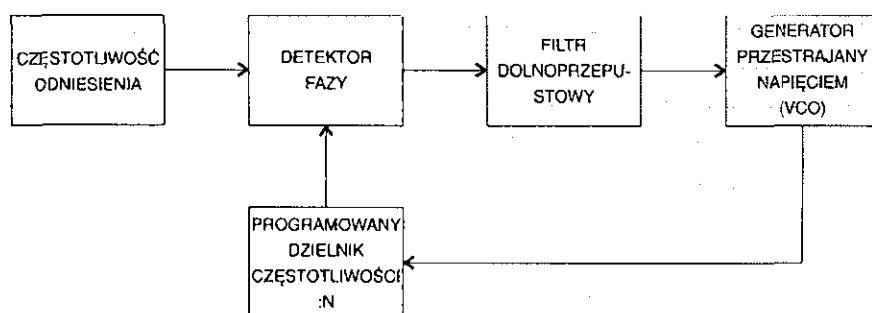 CZĘSTOTLIWOŚĆ
ODNIESIENIA
DETEKTOR
FAZY
FILTR
DOLNOPRZEPU-
STOWY
GENERATOR
PRZESTRAJANY
NAPIĘCIEM
(VCO)
PROGRAMOWANY
DZIELNIK
CZĘSTOTLIWOŚCI
:N